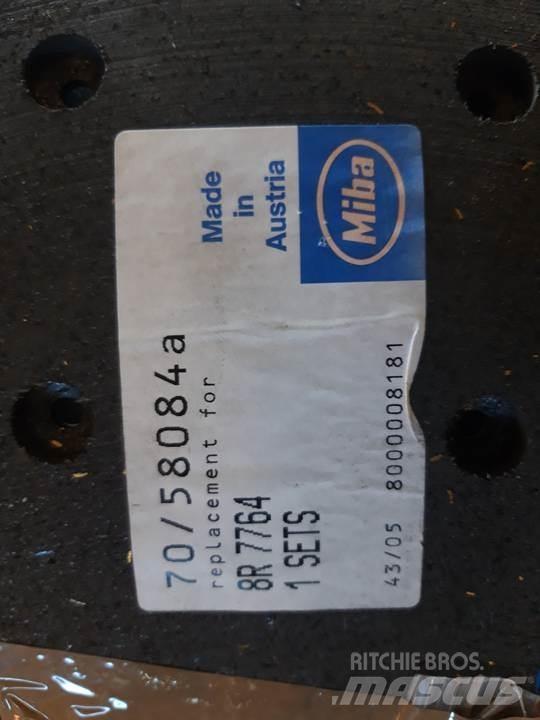 70/58084a
replacement for
8R 7764
1 SETS
Made
in
Austria
Miba
43/05 8000008181
RITCHIE BROS.
MASCUS